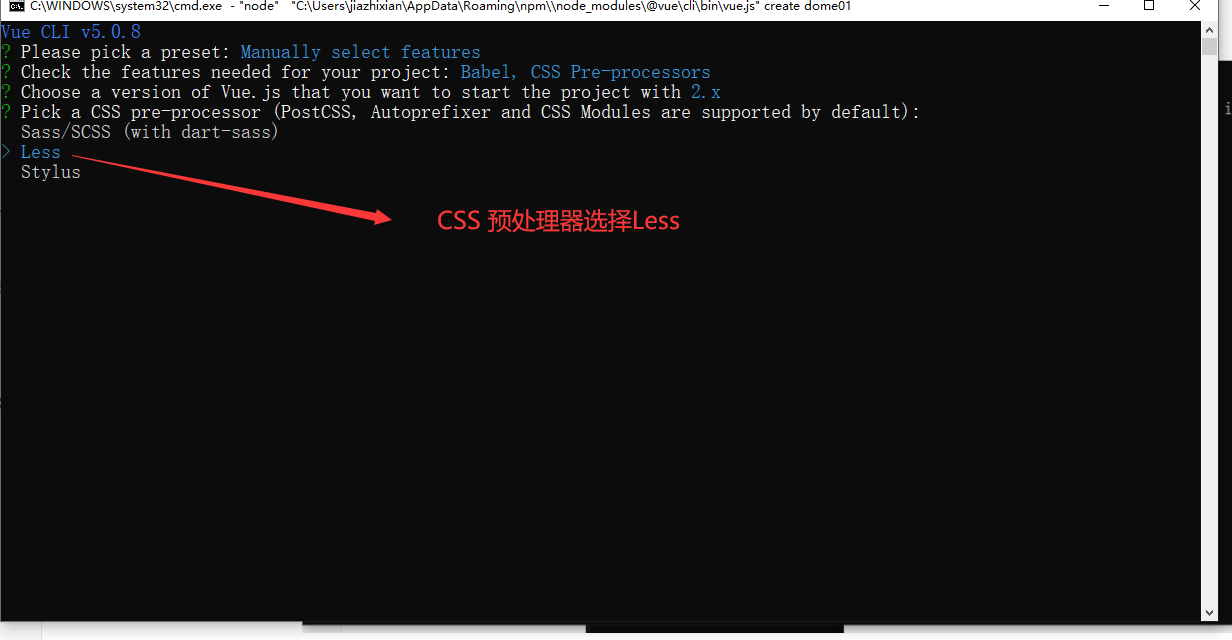 C:\WINDOWS\system32\cmd.exe - "node" "C:\Users\jiazhixian\AppData\Roaming\npm\\node_modules\@vue\cli\bin\vue.js" create dome01
Vue CLI v5.0.8
? Please pick a preset: Manually select features
? Check the features needed for your project: Babel, CSS Pre-processors
? Choose a version of Vue.js that you want to start the project with 2.x
? Pick a CSS pre-processor (PostCSS, Autoprefixer and CSS Modules are supported by default):
Sass/SCSS (with dart-sass)
> Less
Stylus
CSS 预处理器选择Less